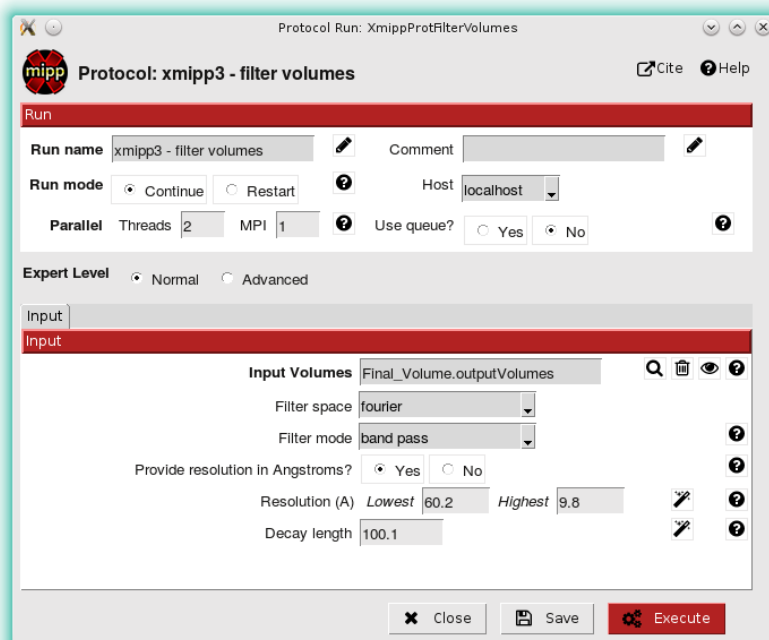 Protocol Run: XmippProtFilterVolumes
mipp Protocol: xmipp3 - filter volumes Cite Help
Run
Run name xmipp3 - filter volumes Comment
Run mode Continue Restart Host localhost
Parallel Threads 2 MPI 1 Use queue? Yes No
Expert Level Normal Advanced
Input
Input
Input Volumes Final_Volume.outputVolumes
Filter space fourier
Filter mode band pass
Provide resolution in Angstroms? Yes No
Resolution (A) Lowest 60.2 Highest 9.8
Decay length 100.1
Close Save Execute